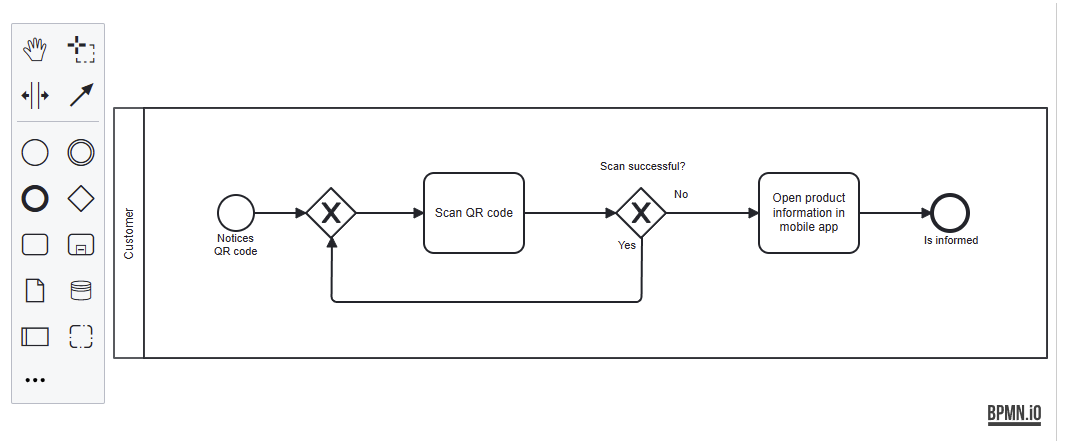 Customer
Notices
QR code
Scan QR code
Scan successful?
No
Yes
Open product
information in
mobile app
Is informed
BPMN.iO